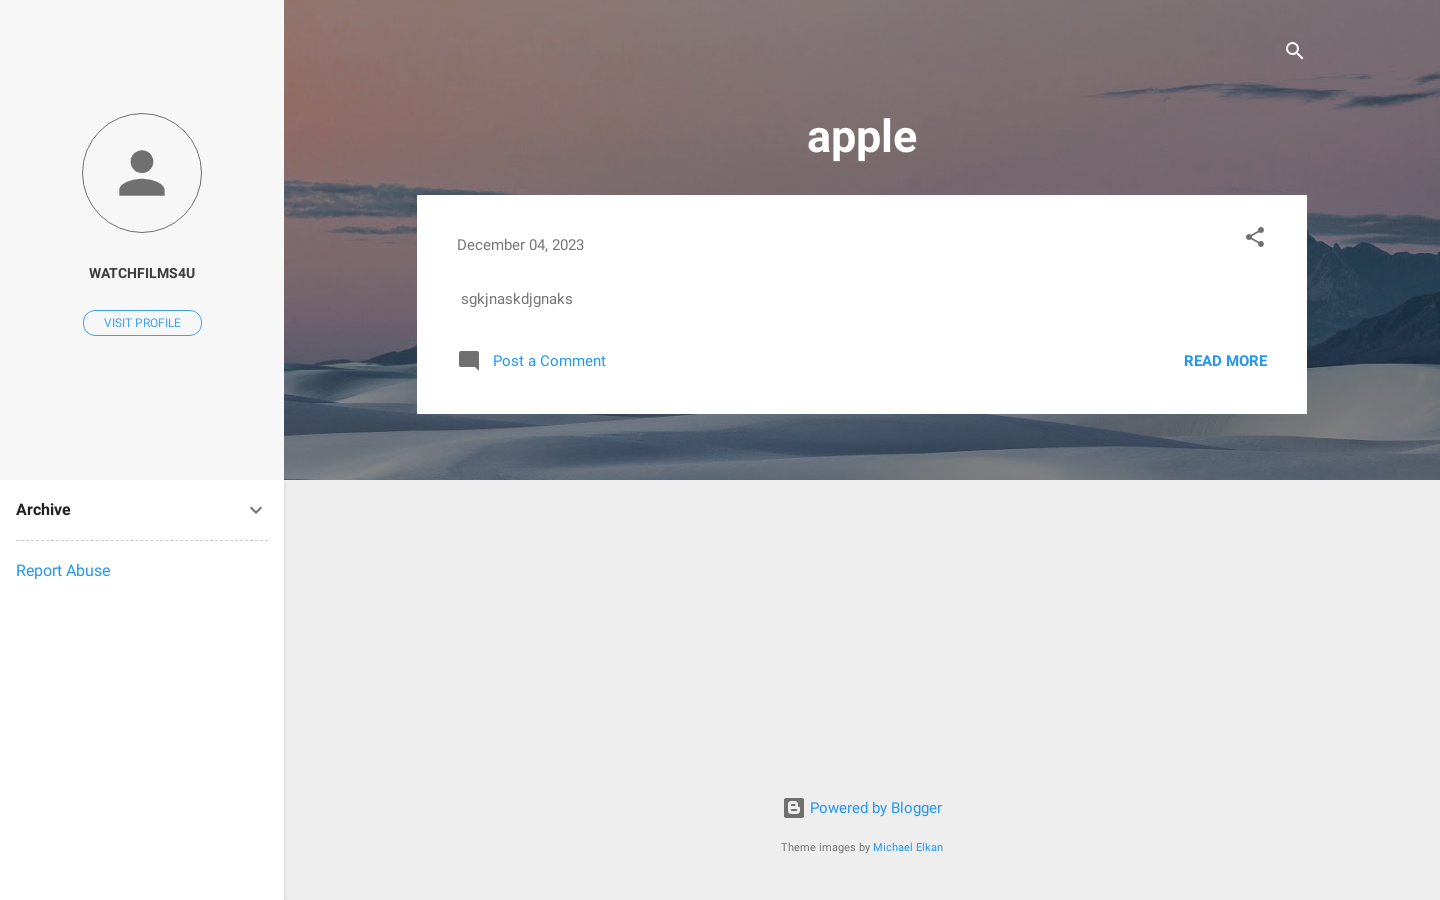 WATCHFILMS4U
VISIT PROFILE
Archive
Report Abuse
apple
December 04, 2023
sgkjnaskdjgnaks
Post a Comment
READ MORE
Powered by Blogger
Theme images by Michael Elkan